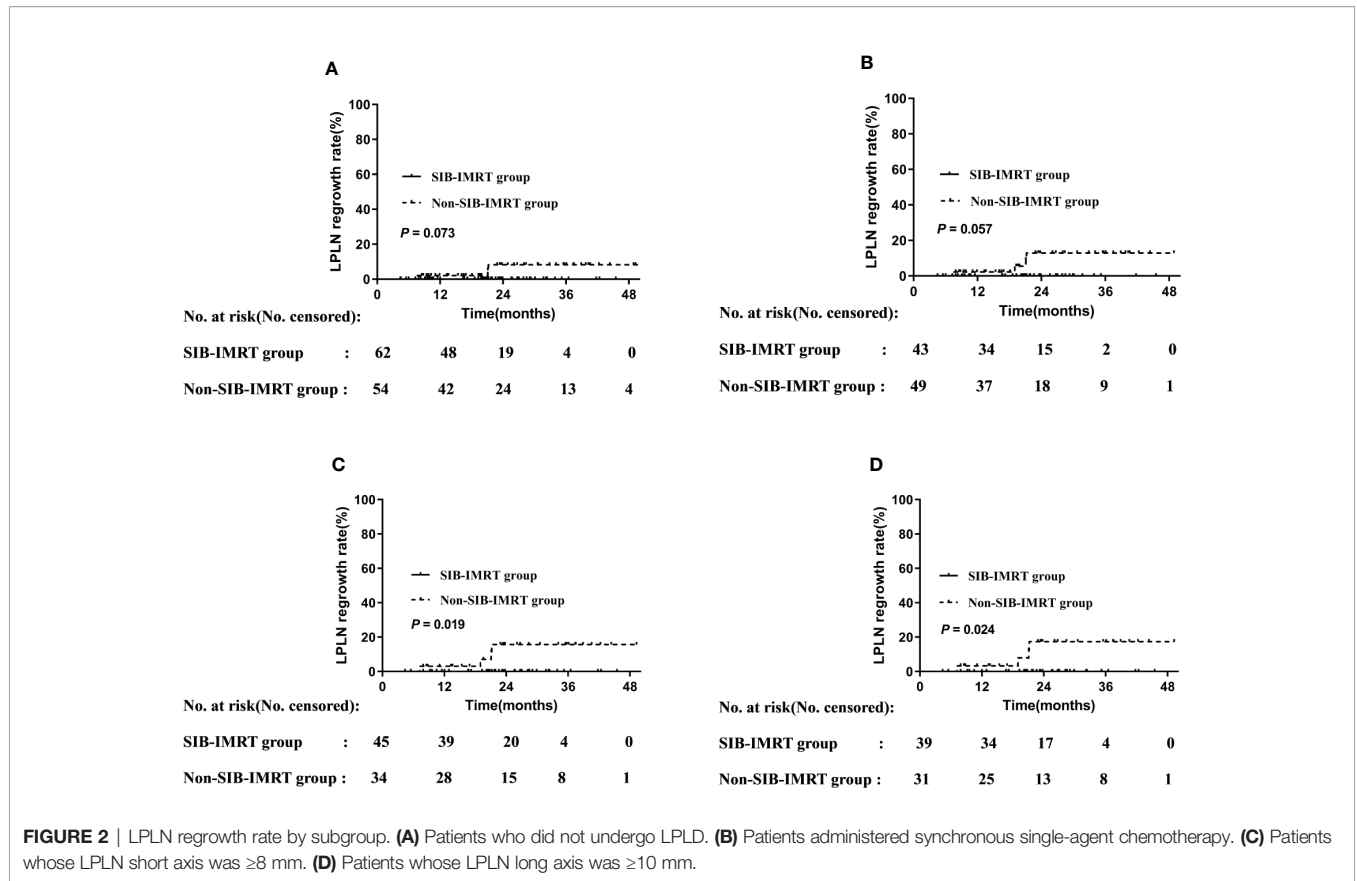 A
LPLN regrowth rate(%)
100
80
60
40
20
0
SIB-IMRT group
Non-SIB-IMRT group
P = 0.073
0 12 24 36 48
Time(months)
No. at risk(No. censored):
SIB-IMRT group : 62 48 19 4 0
Non-SIB-IMRT group : 54 42 24 13 4
B
LPLN regrowth rate(%)
100
80
60
40
20
0
SIB-IMRT group
Non-SIB-IMRT group
P = 0.057
0 12 24 36 48
Time(months)
No. at risk(No. censored):
SIB-IMRT group : 43 34 15 2 0
Non-SIB-IMRT group : 49 37 18 9 1
C
LPLN regrowth rate(%)
100
80
60
40
20
0
SIB-IMRT group
Non-SIB-IMRT group
P = 0.019
0 12 24 36 48
Time(months)
No. at risk(No. censored):
SIB-IMRT group : 45 39 20 4 0
Non-SIB-IMRT group : 34 28 15 8 1
D
LPLN regrowth rate(%)
100
80
60
40
20
0
SIB-IMRT group
Non-SIB-IMRT group
P = 0.024
0 12 24 36 48
Time(months)
No. at risk(No. censored):
SIB-IMRT group : 39 34 17 4 0
Non-SIB-IMRT group : 31 25 13 8 1
FIGURE 2 | LPLN regrowth rate by subgroup. (A) Patients who did not undergo LPLD. (B) Patients administered synchronous single-agent chemotherapy. (C) Patients
whose LPLN short axis was ≥8 mm. (D) Patients whose LPLN long axis was ≥10 mm.